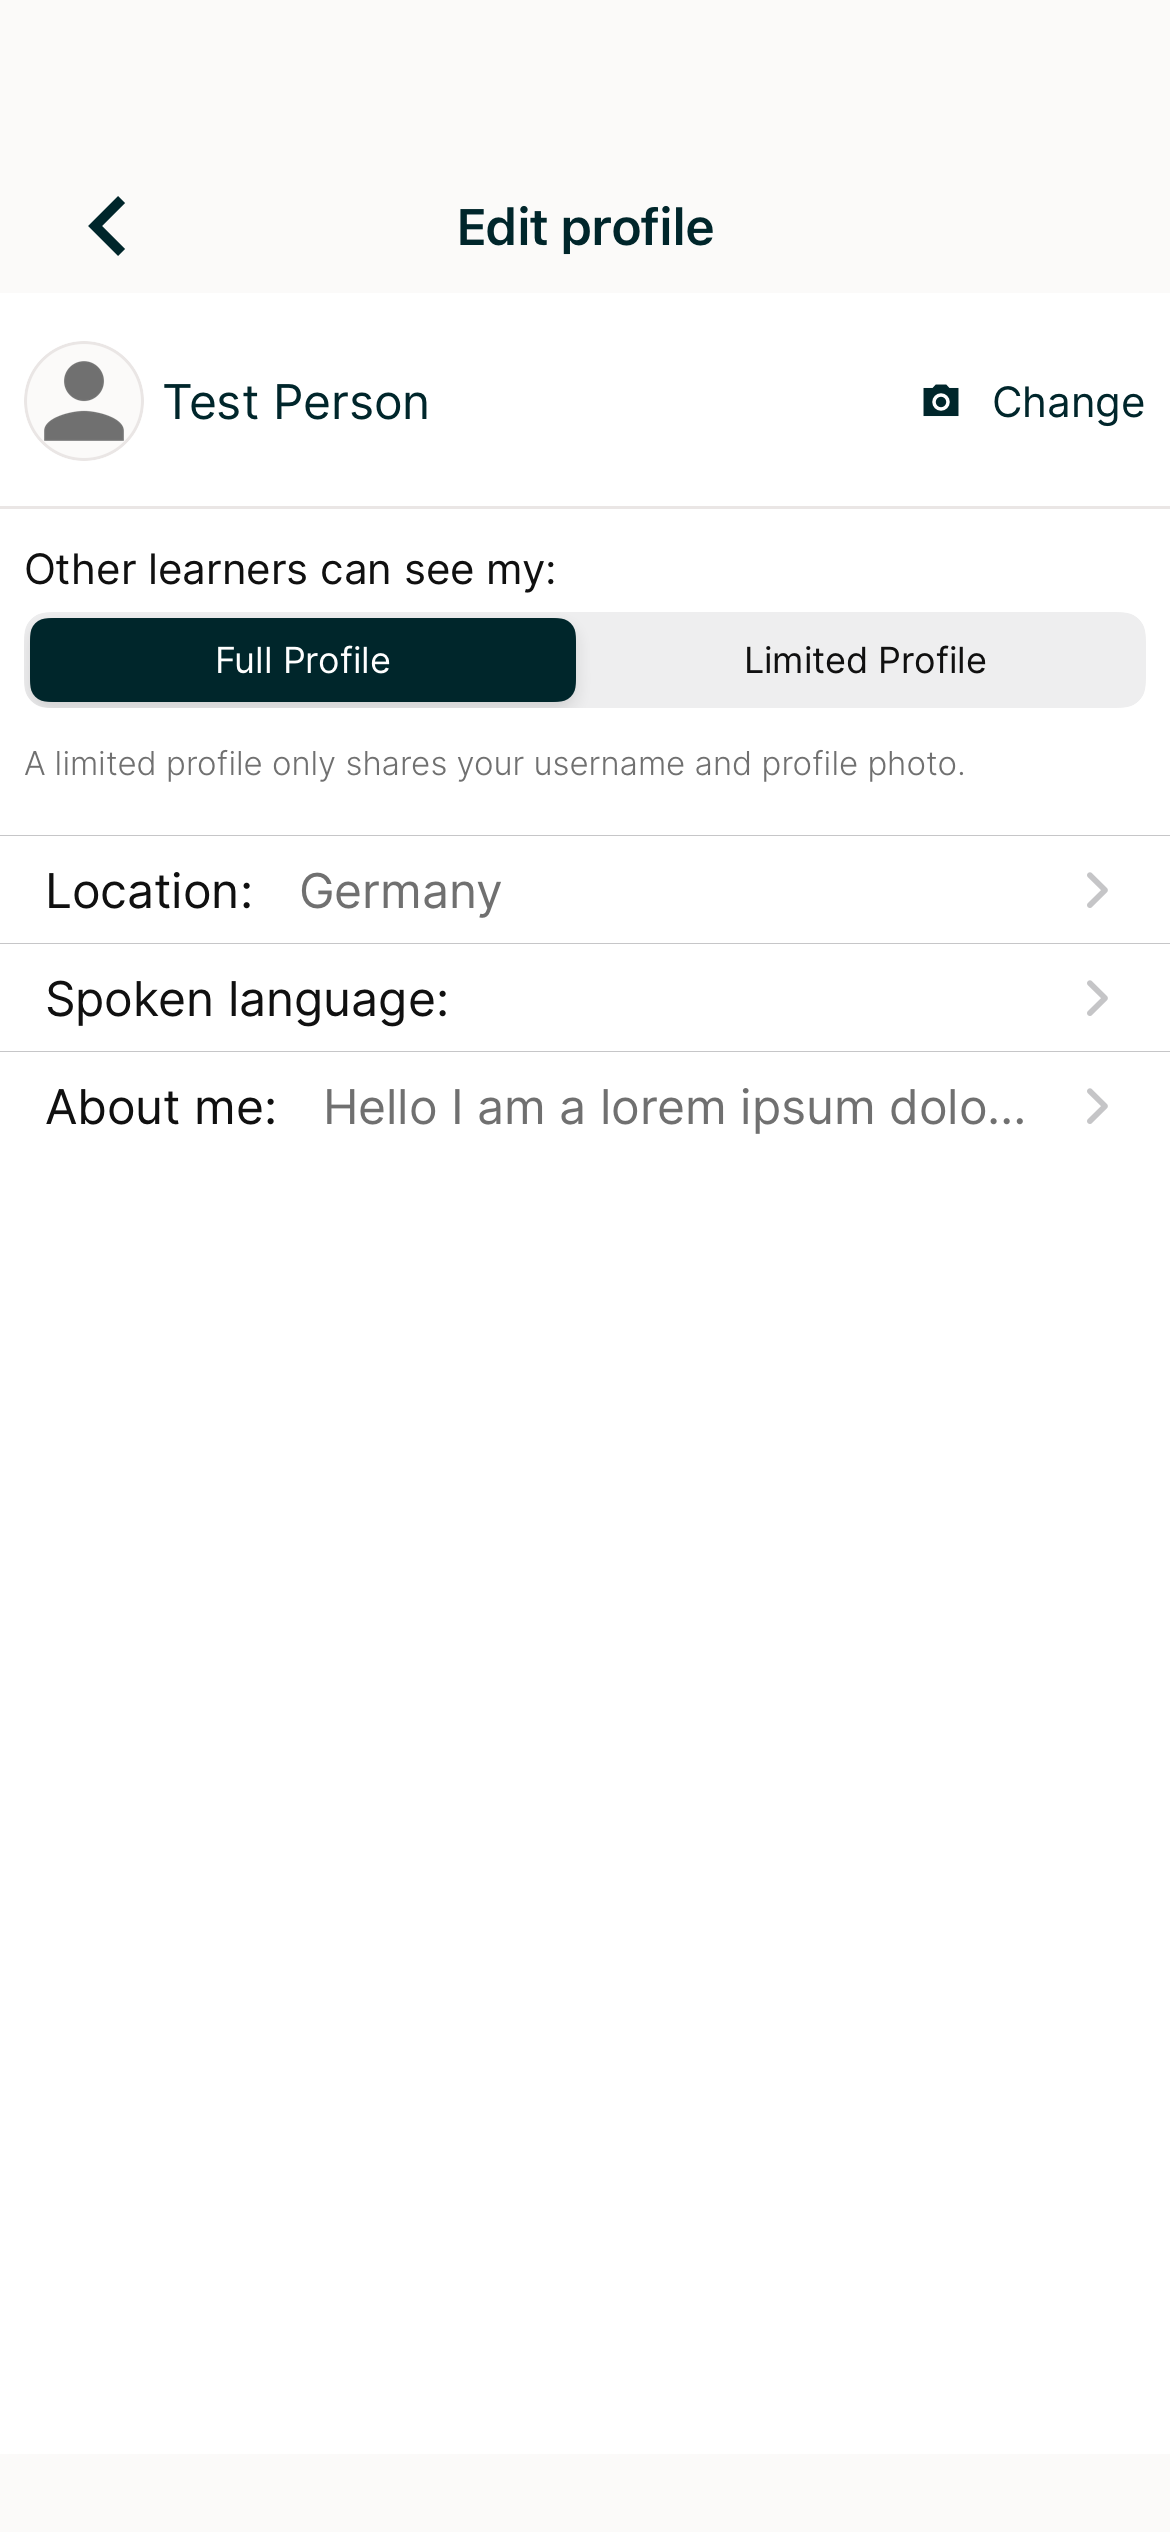 Edit profile
Test Person
Change
Other learners can see my:
Full Profile
Limited Profile
A limited profile only shares your username and profile photo.
Location: Germany
Spoken language:
About me: Hello I am a lorem ipsum dolo...